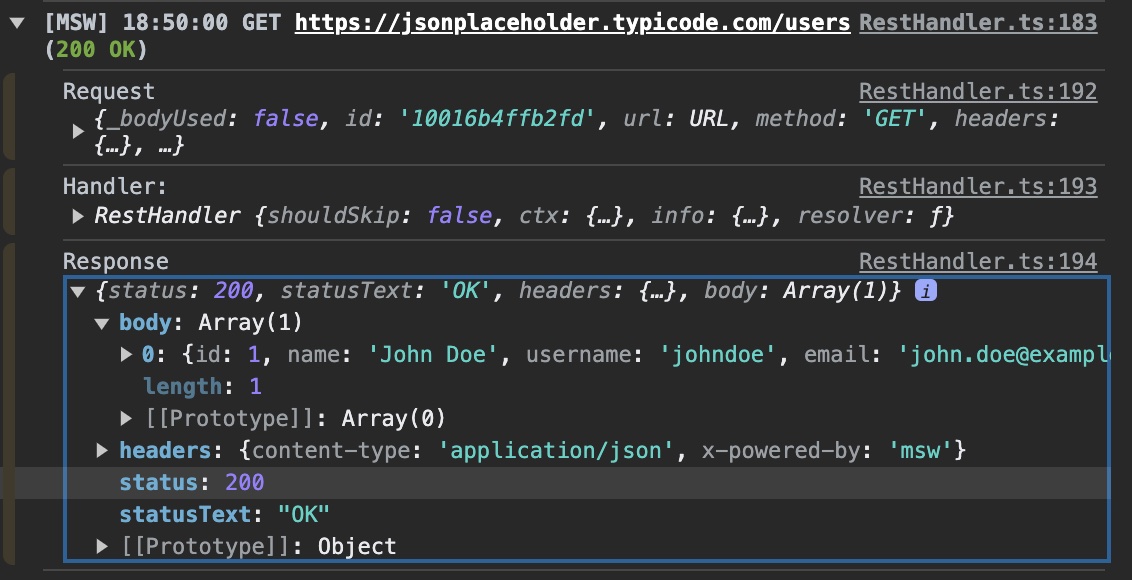 ▼ [MSW] 18:50:00 GET https://jsonplaceholder.typicode.com/users RestHandler.ts:183
(200 OK)
Request RestHandler.ts:192
▶ {_bodyUsed: false, id: '10016b4ffb2fd', url: URL, method: 'GET', headers:
{…}, …}
Handler: RestHandler.ts:193
▶ RestHandler {shouldSkip: false, ctx: {…}, info: {…}, resolver: ƒ}
Response RestHandler.ts:194
▼ {status: 200, statusText: 'OK', headers: {…}, body: Array(1)} i
▼ body: Array(1)
▶ 0: {id: 1, name: 'John Doe', username: 'johndoe', email: 'john.doe@example
length: 1
▶ [[Prototype]]: Array(0)
▶ headers: {content-type: 'application/json', x-powered-by: 'msw'}
status: 200
statusText: "OK"
▶ [[Prototype]]: Object